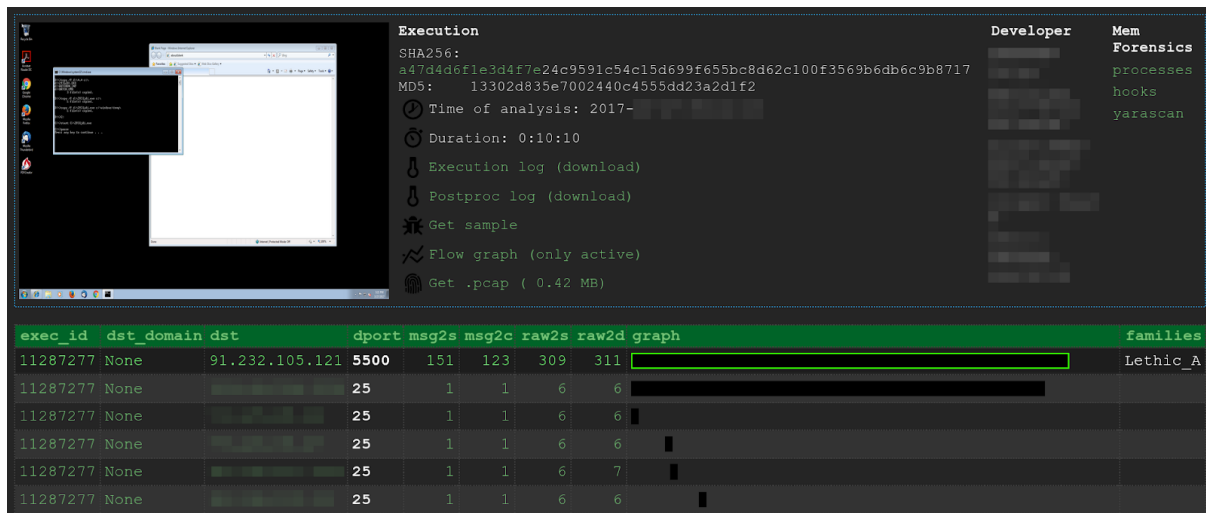 Execution
SHA256:
a47d4d6f1e3d4f7e24c9591c54c15d699f655bc8d62c100f3569b6db6c9b8717
MD5: 13302d835e7002440c4555dd23a2d1f2
Time of analysis: 2017-
Duration: 0:10:10
Execution log (download)
Postproc log (download)
Get sample
Flow graph (only active)
Get .pcap ( 0.42 MB)
Developer
Mem
Forensics
processes
hooks
yarascan
exec_id dst_domain dst dport msg2s msg2c raw2s raw2d graph families
11287277 None 91.232.105.121 5500 151 123 309 311 Lethic_A
11287277 None 25 1 1 6 6
11287277 None 25 1 1 6 6
11287277 None 25 1 1 6 6
11287277 None 25 1 1 6 7
11287277 None 25 1 1 6 6